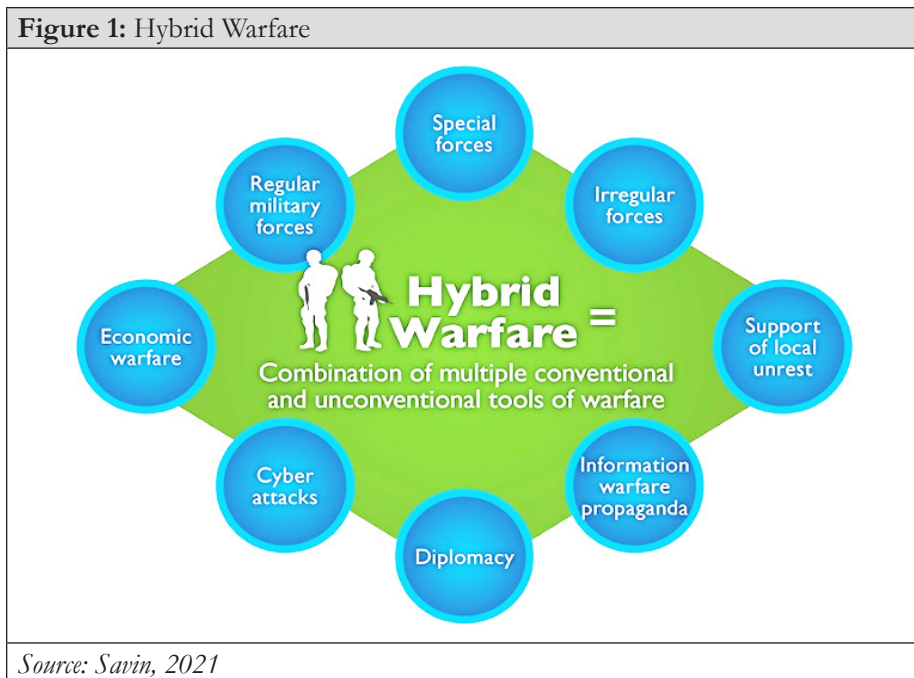 Figure 1: Hybrid Warfare
Special
forces
Regular
military
forces
Irregular
forces
Hybrid
Warfare =
Combination of multiple conventional
and unconventional tools of warfare
Economic
warfare
Support
of local
unrest
Cyber
attacks
Information
warfare
propaganda
Diplomacy
Source: Savin, 2021